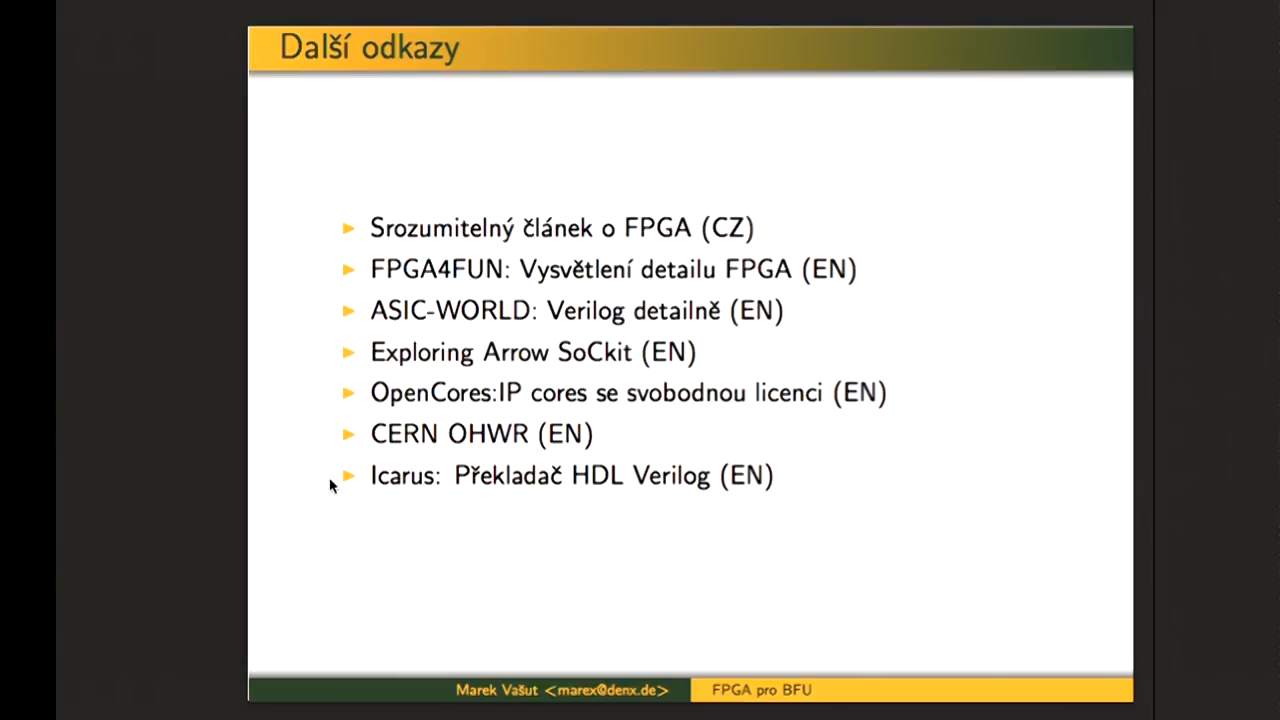 Další odkazy
Srozumitelný článek o FPGA (CZ)
FPGA4FUN: Vysvětlení detailu FPGA (EN)
ASIC-WORLD: Verilog detailně (EN)
Exploring Arrow SoCkit (EN)
OpenCores:IP cores se svobodnou licenci (EN)
CERN OHWR (EN)
Icarus: Překladač HDL Verilog (EN)
Marek Vašut <marex@denx.de>
FPGA pro BFU